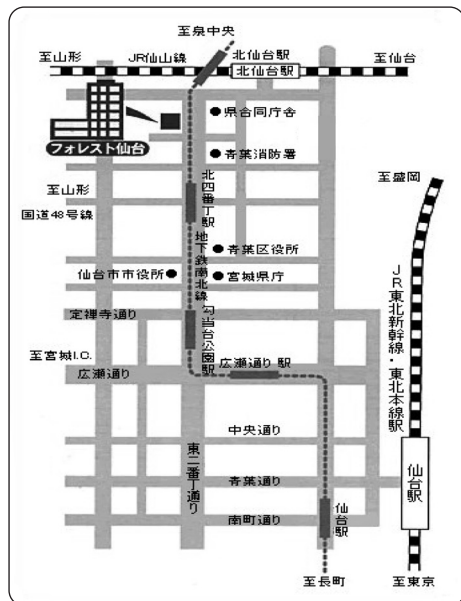 至泉中央
北仙台駅
至山形
JR仙山線
北仙台駅
至仙台
県合同庁舎
フォレスト仙台
青葉消防署
至盛岡
北四番丁駅
至山形
国道48号線
地下鉄南北線
青葉区役所
仙台市市役所
宮城県庁
JR東北新幹線・東北本線駅
定禅寺通り
勾当台公園駅
至宮城I.C.
広瀬通り 駅
広瀬通り
中央通り
東二番丁通り
青葉通り
仙台駅
南町通り
仙台駅
至長町
至東京